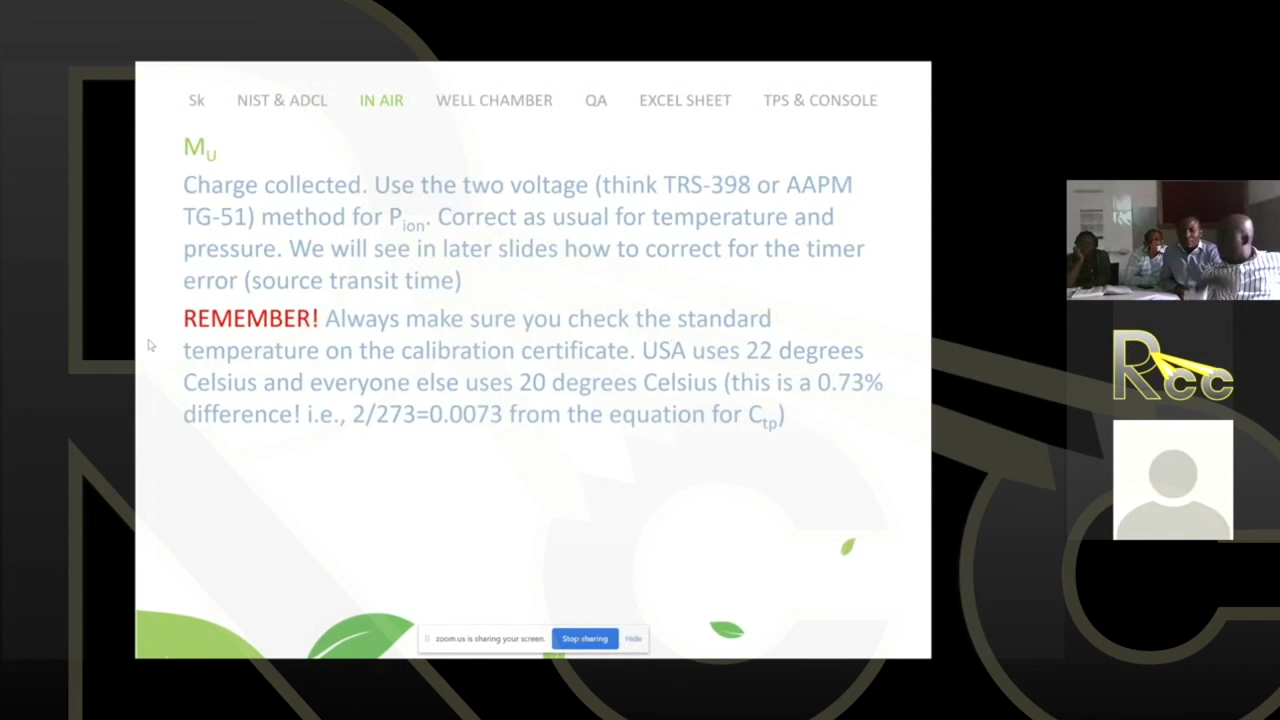 Sk NIST & ADCL IN AIR WELL CHAMBER QA EXCEL SHEET TPS & CONSOLE
MU
Charge collected. Use the two voltage (think TRS-398 or AAPM
TG-51) method for Pion. Correct as usual for temperature and
pressure. We will see in later slides how to correct for the timer
error (source transit time)
REMEMBER! Always make sure you check the standard
temperature on the calibration certificate. USA uses 22 degrees
Celsius and everyone else uses 20 degrees Celsius (this is a 0.73%
difference! i.e., 2/273=0.0073 from the equation for Ctp)
zoom.us is sharing your screen. Stop sharing Hide
Rcc